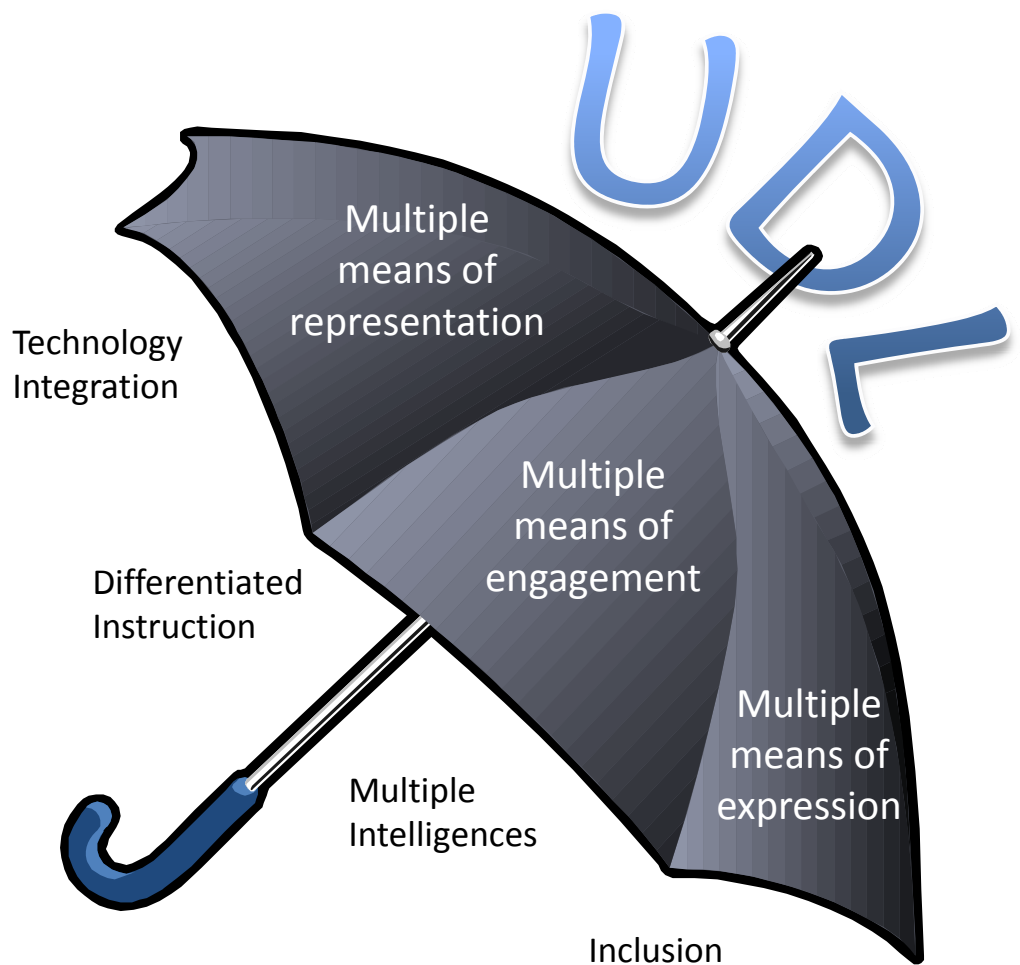 UDL
Multiple
means of
representation
Technology
Integration
Multiple
means of
engagement
Differentiated
Instruction
Multiple
means of
expression
Multiple
Intelligences
Inclusion